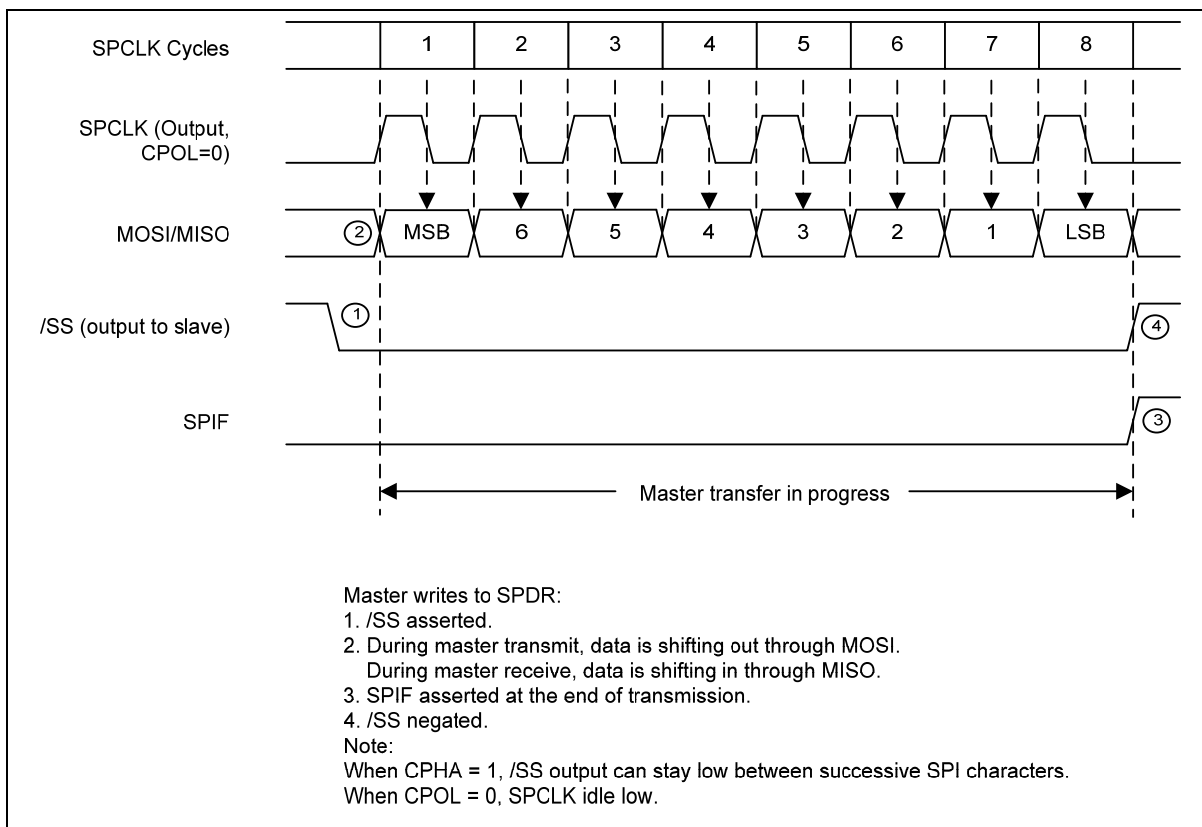 SPCLK Cycles 1 2 3 4 5 6 7 8
SPCLK (Output,
CPOL=0)
MOSI/MISO 2 MSB 6 5 4 3 2 1 LSB
/SS (output to slave) 1 4
SPIF 3
Master transfer in progress
Master writes to SPDR:
1. /SS asserted.
2. During master transmit, data is shifting out through MOSI.
During master receive, data is shifting in through MISO.
3. SPIF asserted at the end of transmission.
4. /SS negated.
Note:
When CPHA = 1, /SS output can stay low between successive SPI characters.
When CPOL = 0, SPCLK idle low.